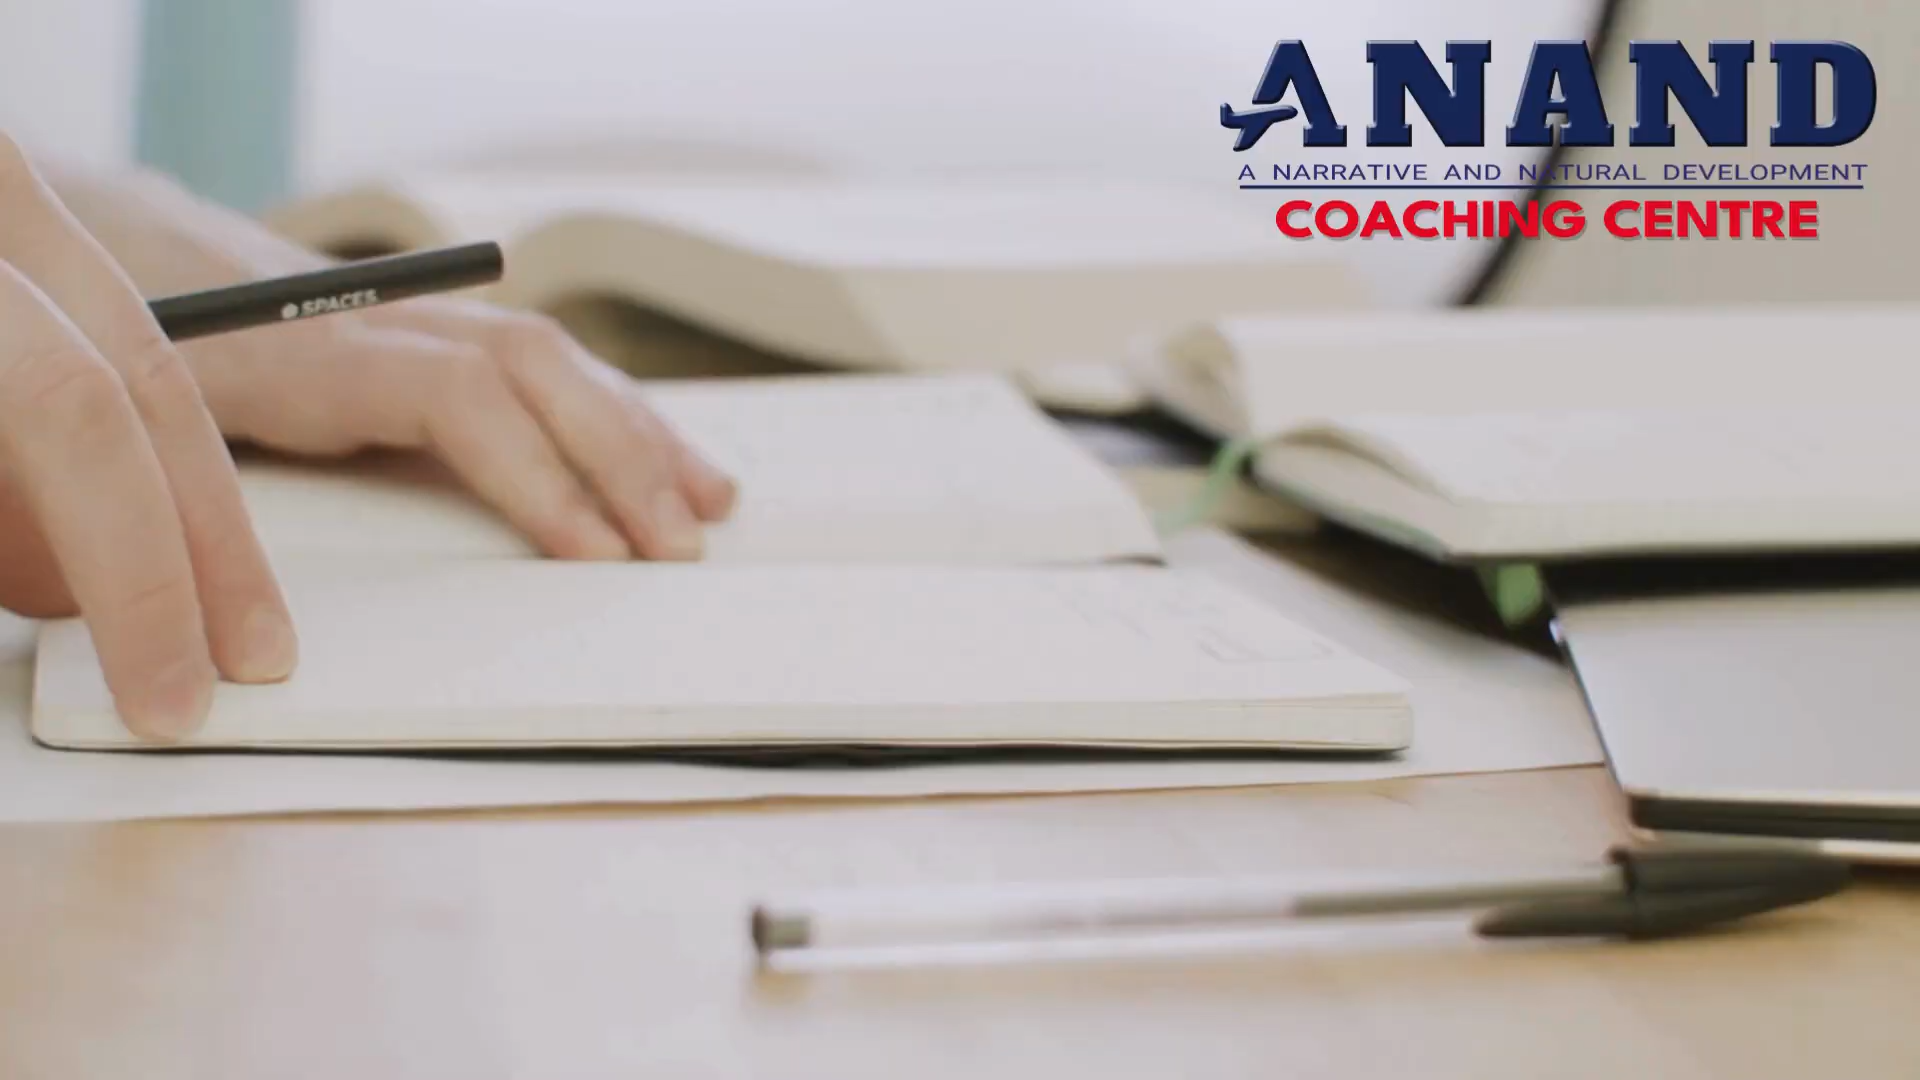 ANAND
A NARRATIVE AND NATURAL DEVELOPMENT
COACHING CENTRE
SPACES.